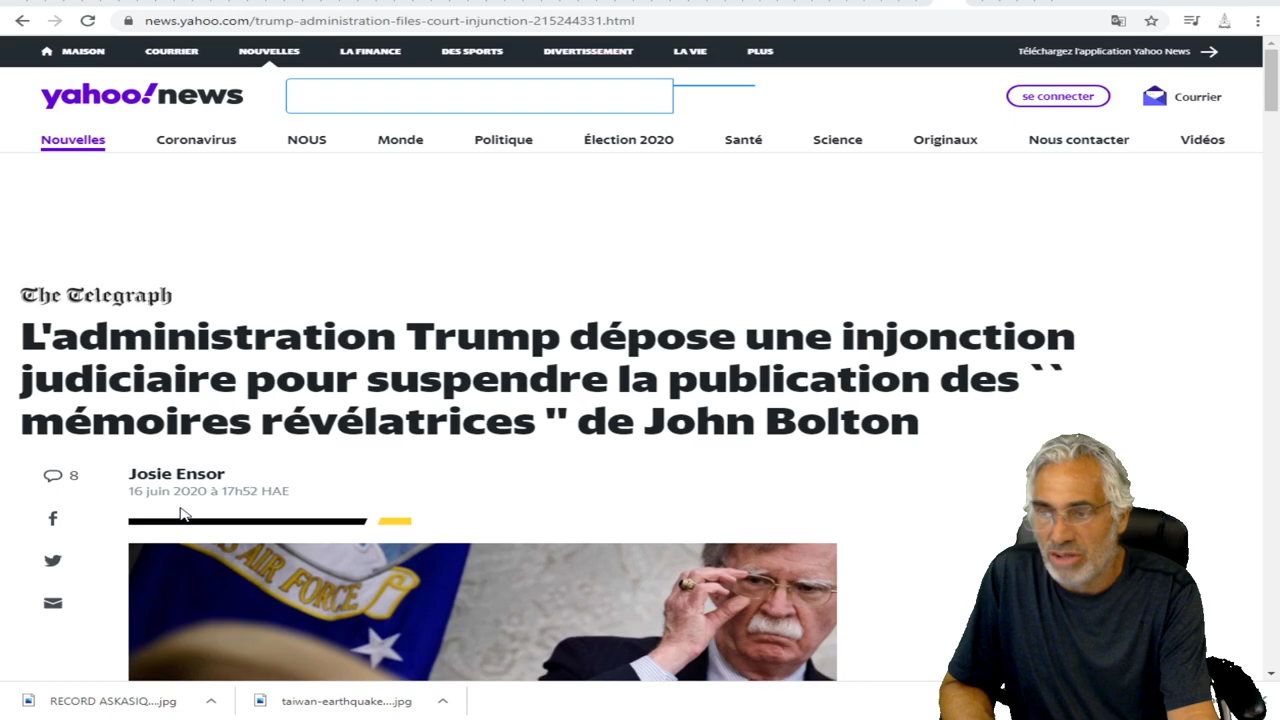 news.yahoo.com/trump-administration-files-court-injunction-215244331.html
MAISON COURRIER NOUVELLES LA FINANCE DES SPORTS DIVERTISSEMENT LA VIE PLUS Téléchargez l'application Yahoo News
yahoo!news se connecter Courrier
Nouvelles Coronavirus NOUS Monde Politique Élection 2020 Santé Science Originaux Nous contacter Vidéos
The Telegraph
L'administration Trump dépose une injonction
judiciaire pour suspendre la publication des ``
mémoires révélatrices '' de John Bolton
8 Josie Ensor
16 juin 2020 à 17h52 HAE
AIR FORCE
RECORD ASKASIQ....jpg taiwan-earthquake....jpg